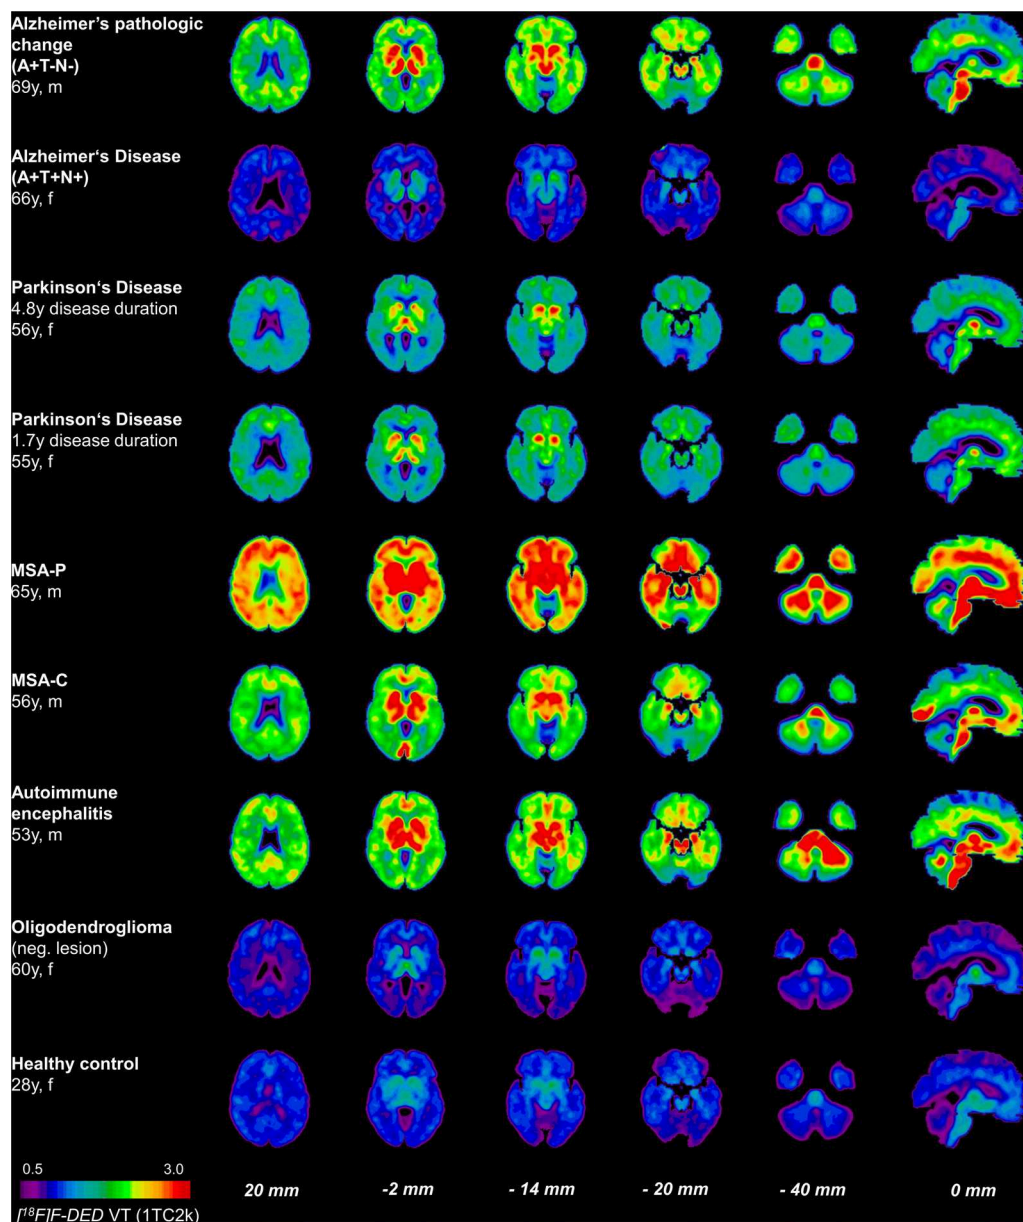 Alzheimer's pathologic
change
(A+T-N-)
69y, m
Alzheimer‘s Disease
(A+T+N+)
66y, f
Parkinson‘s Disease
4.8y disease duration
56y, f
Parkinson‘s Disease
1.7y disease duration
55y, f
MSA-P
65y, m
MSA-C
56y, m
Autoimmune
encephalitis
53y, m
Oligodendroglioma
(neg. lesion)
60y, f
Healthy control
28y, f
0.5 3.0
20 mm -2 mm - 14 mm - 20 mm - 40 mm 0 mm
[¹⁸F]F-DED VT (1TC2k)